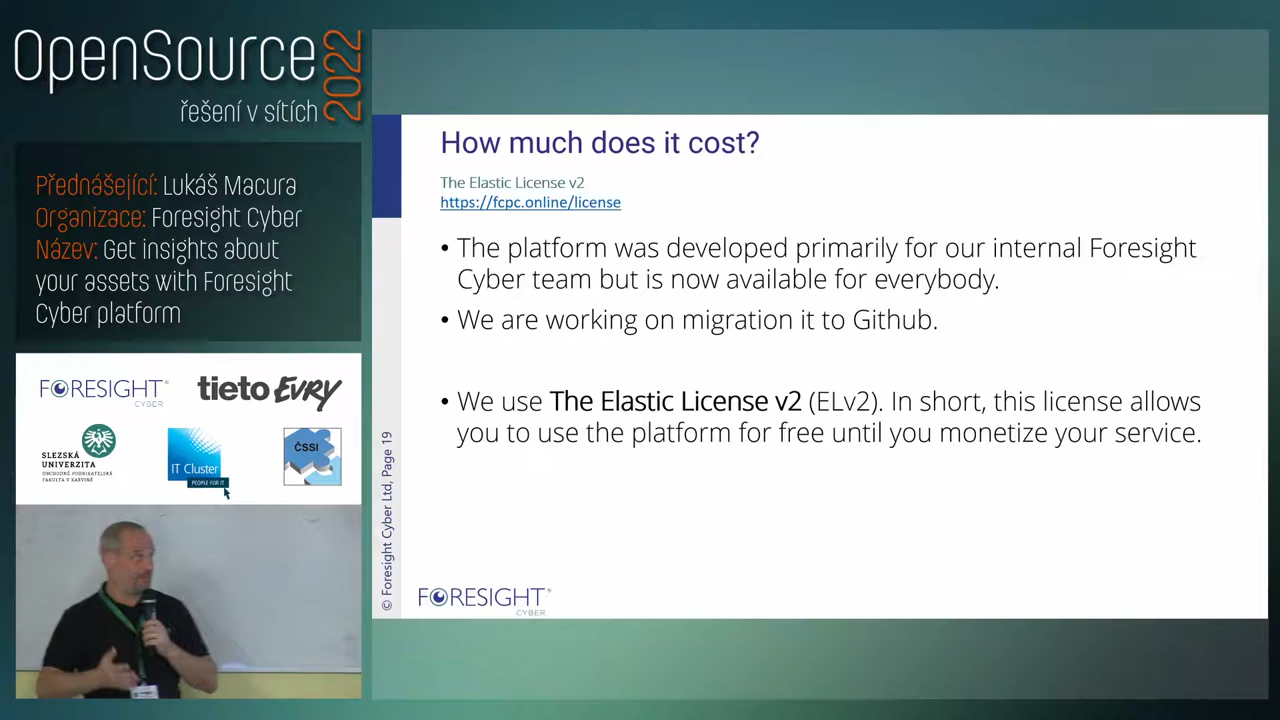 OpenSource
2022
řešení v sítích
Přednášející: Lukáš Macura
Organizace: Foresight Cyber
Název: Get insights about
your assets with Foresight
Cyber platform
FORESIGHT®
CYBER
tieto Evry
SLEZSKÁ
UNIVERZITA
OBCHODNĚ PODNIKATELSKÁ
FAKULTA V KARVINÉ
IT Cluster
PEOPLE FOR IT
ČSSI
How much does it cost?
The Elastic License v2
https://fcpc.online/license
• The platform was developed primarily for our internal Foresight
Cyber team but is now available for everybody.
• We are working on migration it to Github.
• We use The Elastic License v2 (ELv2). In short, this license allows
you to use the platform for free until you monetize your service.
© Foresight Cyber Ltd, Page 19
FORESIGHT®
CYBER